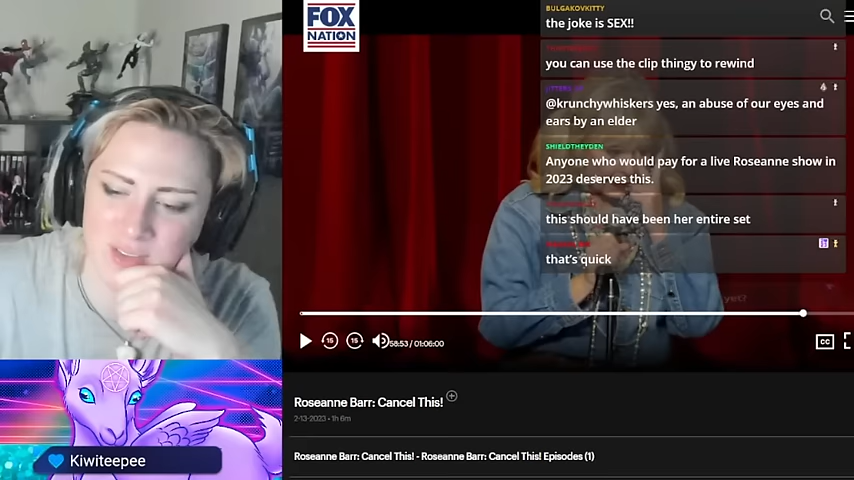 FOX
NATION
BULGAKOVKITTY
the joke is SEX!!
you can use the clip thingy to rewind
@krunchywhiskers yes, an abuse of our eyes and
ears by an elder
SHIELDTHEYDEN
Anyone who would pay for a live Roseanne show in
2023 deserves this.
this should have been her entire set
that's quick
yet?
15
15
58:53 / 01:06:00
CC
Roseanne Barr: Cancel This!
2-13-2023 • 1h 6m
Roseanne Barr: Cancel This! - Roseanne Barr: Cancel This! Episodes (1)
Kiwiteepee